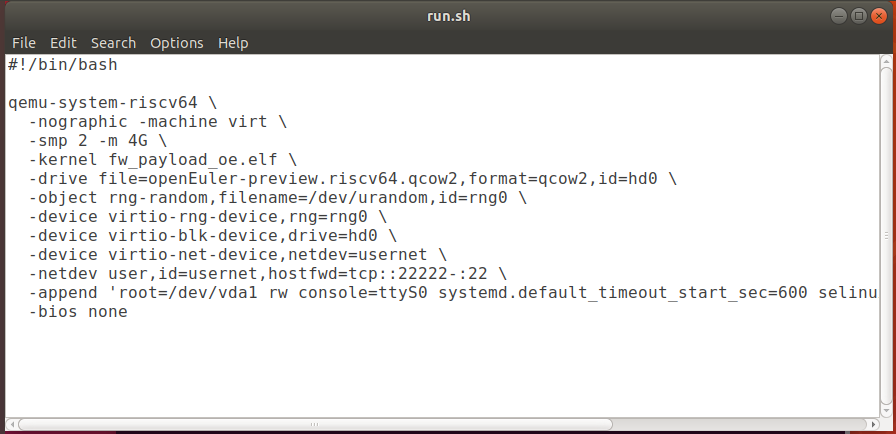 run.sh
File Edit Search Options Help
#!/bin/bash
qemu-system-riscv64 \
-nographic -machine virt \
-smp 2 -m 4G \
-kernel fw_payload_oe.elf \
-drive file=openEuler-preview.riscv64.qcow2,format=qcow2,id=hd0 \
-object rng-random,filename=/dev/urandom,id=rng0 \
-device virtio-rng-device,rng=rng0 \
-device virtio-blk-device,drive=hd0 \
-device virtio-net-device,netdev=usernet \
-netdev user,id=usernet,hostfwd=tcp::22222-:22 \
-append 'root=/dev/vda1 rw console=ttyS0 systemd.default_timeout_start_sec=600 selinu
-bios none